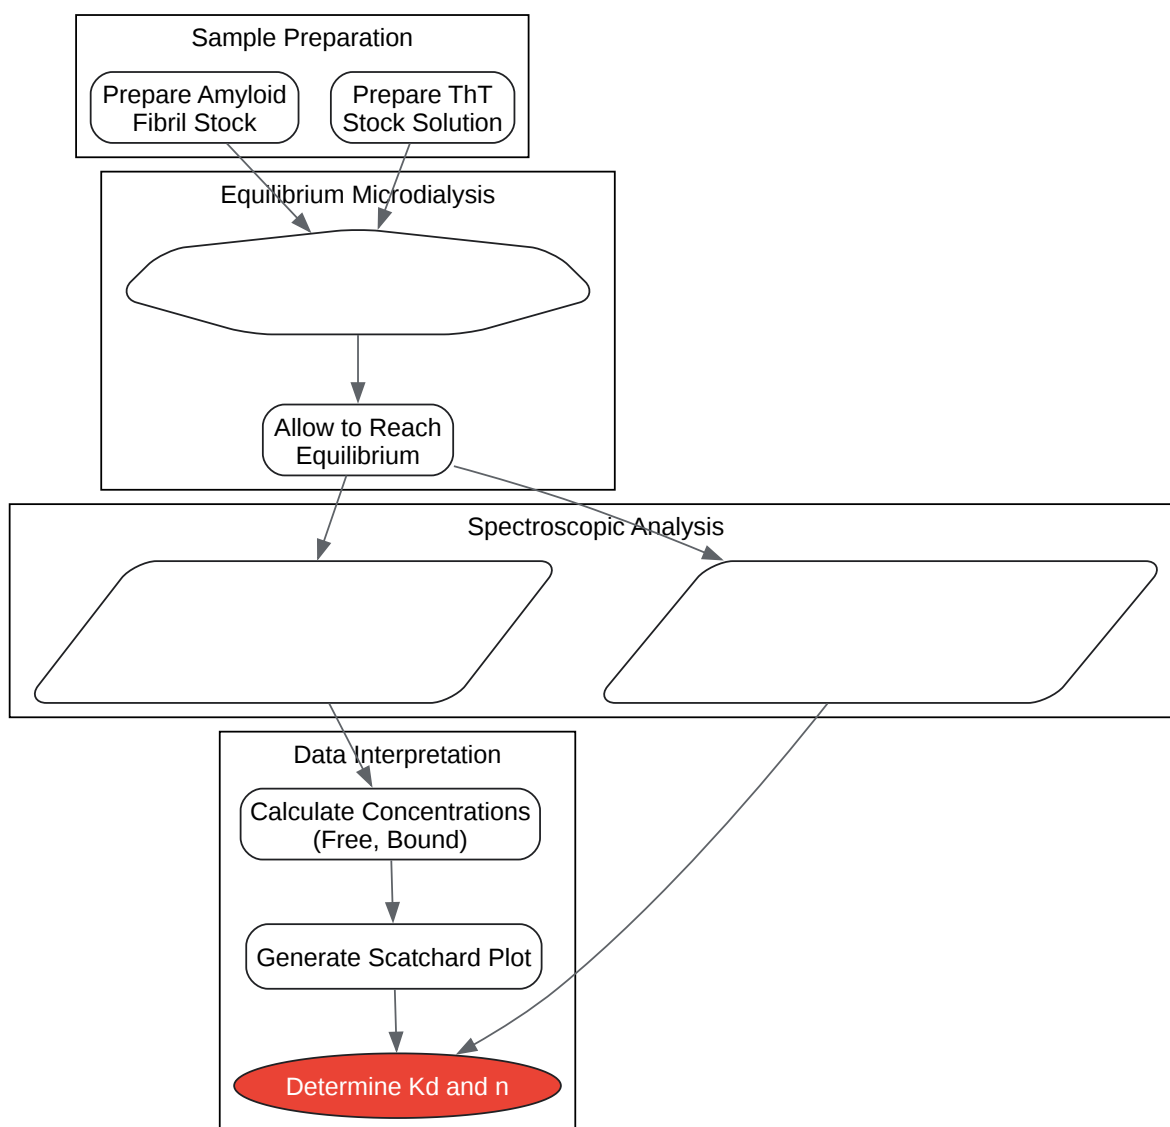 Sample Preparation
Prepare Amyloid
Fibril Stock
Prepare ThT
Stock Solution
Equilibrium Microdialysis
Allow to Reach
Equilibrium
Spectroscopic Analysis
Data Interpretation
Calculate Concentrations
(Free, Bound)
Generate Scatchard Plot
Determine Kd and n